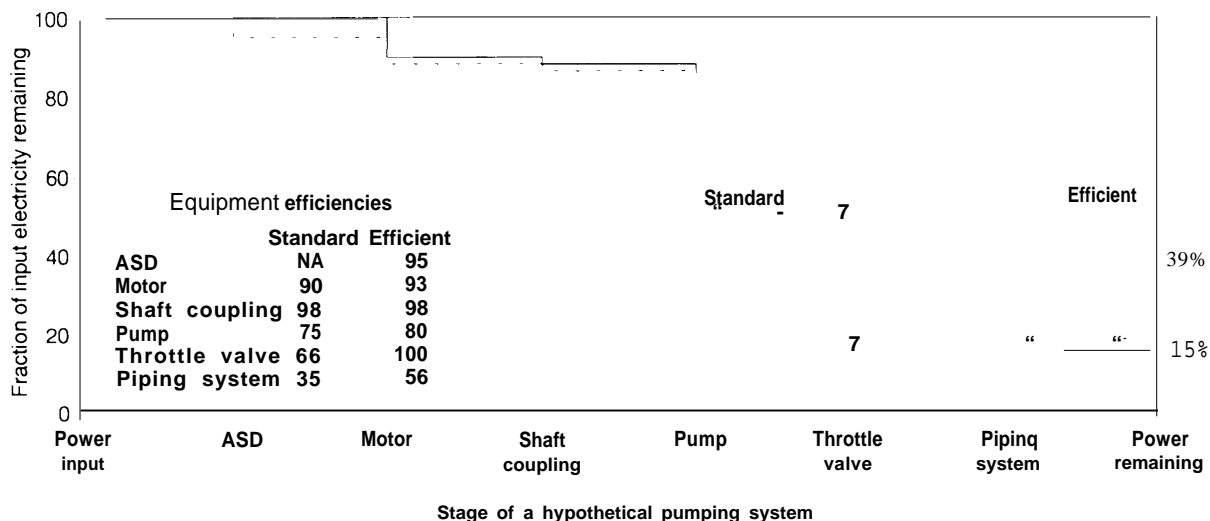 Fraction of input electricity remaining
100
80
60
40
20
0
Equipment efficiencies
Standard Efficient
ASD NA 95
Motor 90 93
Shaft coupling 98 98
Pump 75 80
Throttle valve 66 100
Piping system 35 56
Standard
7
Efficient
39%
7
15%
Power input
ASD
Motor
Shaft coupling
Pump
Throttle valve
Pipinq system
Power remaining
Stage of a hypothetical pumping system